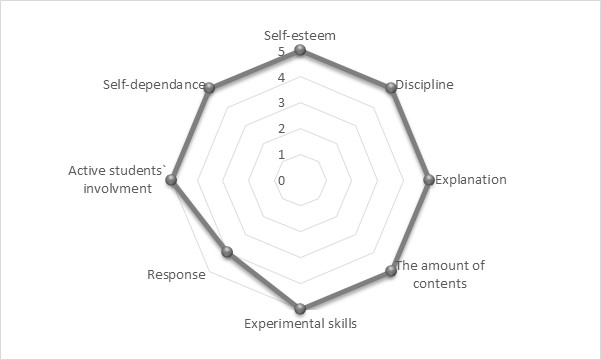 Self-esteem
5
Self-dependance
Discipline
4
3
2
1
Active students`
involvment
0
Explanation
Response
The amount of
contents
Experimental skills